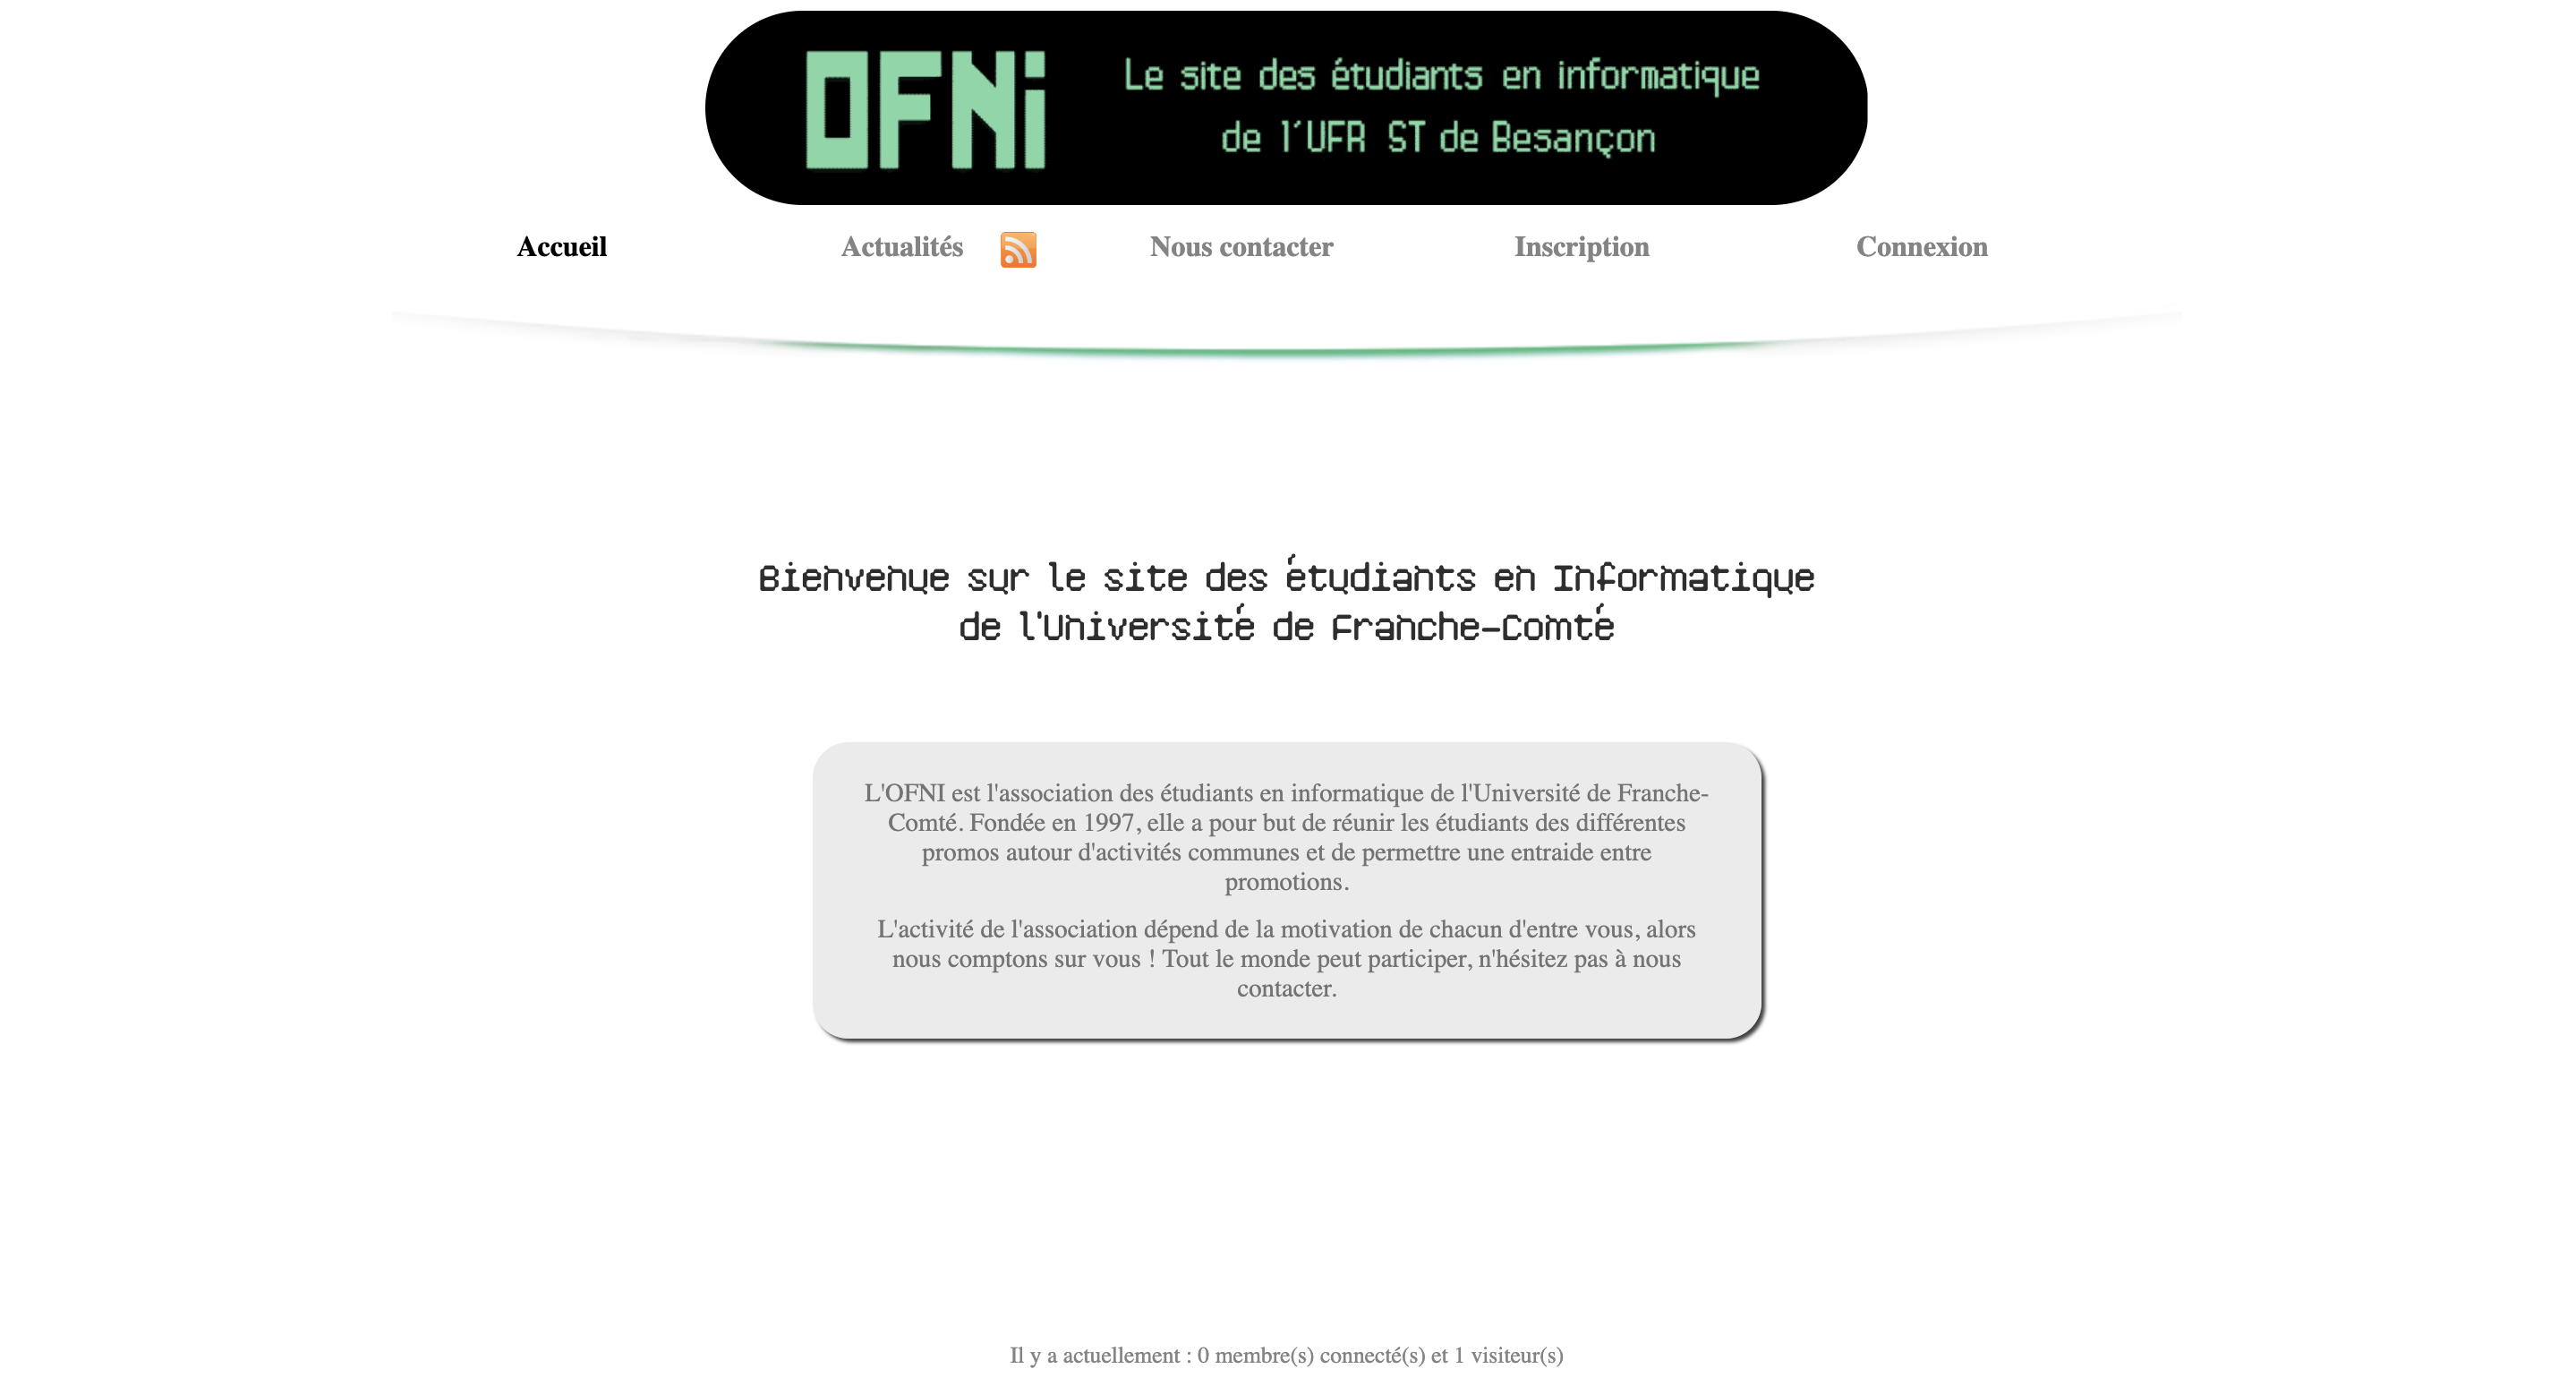 OFNi
Le site des étudiants en informatique
de l'UFR ST de Besançon
Accueil
Actualités
Nous contacter
Inscription
Connexion
Bienvenue sur le site des étudiants en Informatique
de l'Université de Franche-Comté
L'OFNI est l'association des étudiants en informatique de l'Université de Franche-
Comté. Fondée en 1997, elle a pour but de réunir les étudiants des différentes
promos autour d'activités communes et de permettre une entraide entre
promotions.
L'activité de l'association dépend de la motivation de chacun d'entre vous, alors
nous comptons sur vous ! Tout le monde peut participer, n'hésitez pas à nous
contacter.
Il y a actuellement : 0 membre(s) connecté(s) et 1 visiteur(s)